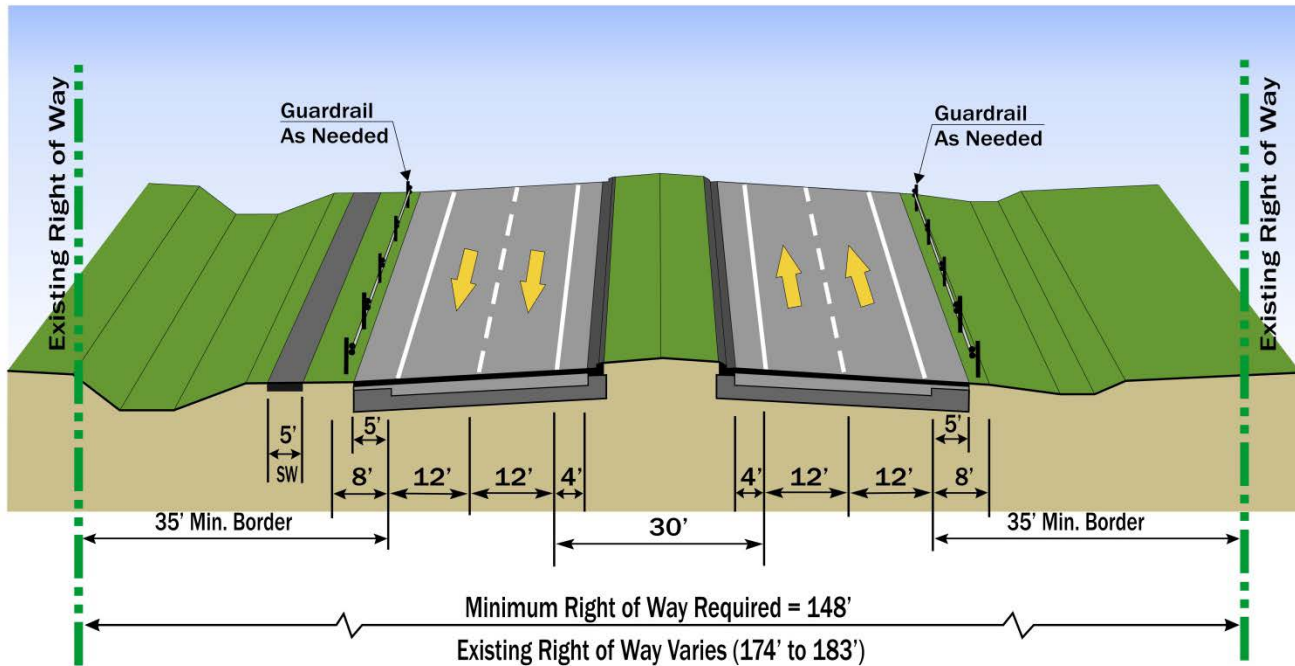 Existing Right of Way
Guardrail
As Needed
Guardrail
As Needed
Existing Right of Way
5’
SW
5’
8’
12’
12’
4’
4’
12’
12’
5’
8’
35’ Min. Border
30’
35’ Min. Border
Minimum Right of Way Required = 148’
Existing Right of Way Varies (174’ to 183’)